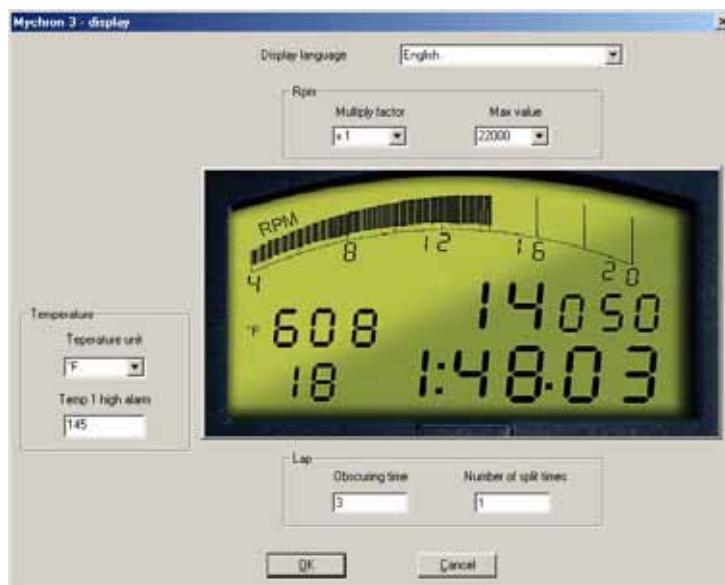 Mychron 3 - display
Display language English
Rpm
Multiply factor Max value
x 1 22000
RPM
4 8 12 16 20
°F 608 14050
18 1:48.03
Temperature
Teperature unit
°F
Temp 1 high alarm
145
Lap
Obscuring time Number of split times
3 1
OK Cancel